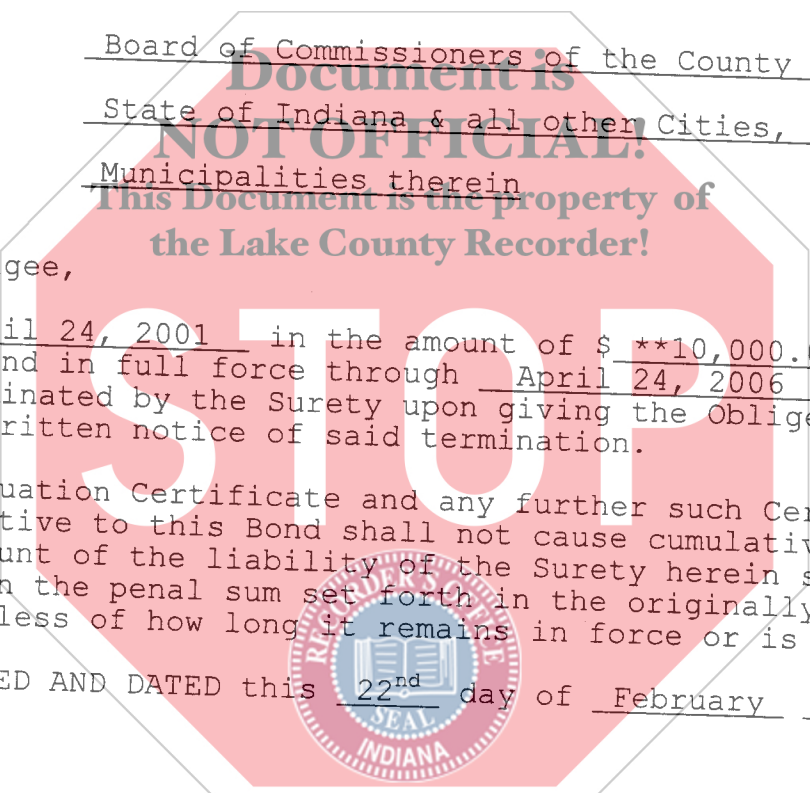 Board of Commissioners of the County
Document is
State of Indiana & all other Cities,
NOT OFFICIAL!
Municipalities therein
This Document is the property of
the Lake County Recorder!
gee,
STOP
il 24, 2001 in the amount of $ **10,000.
nd in full force through April 24, 2006
inated by the Surety upon giving the Oblige
ritten notice of said termination.
uation Certificate and any further such Cer
tive to this Bond shall not cause cumulativ
unt of the liability of the Surety herein s
n the penal sum set forth in the originally
less of how long it remains in force or is
RECORDER'S OFFICE
ED AND DATED this 22nd day of February
SEAL
INDIANA